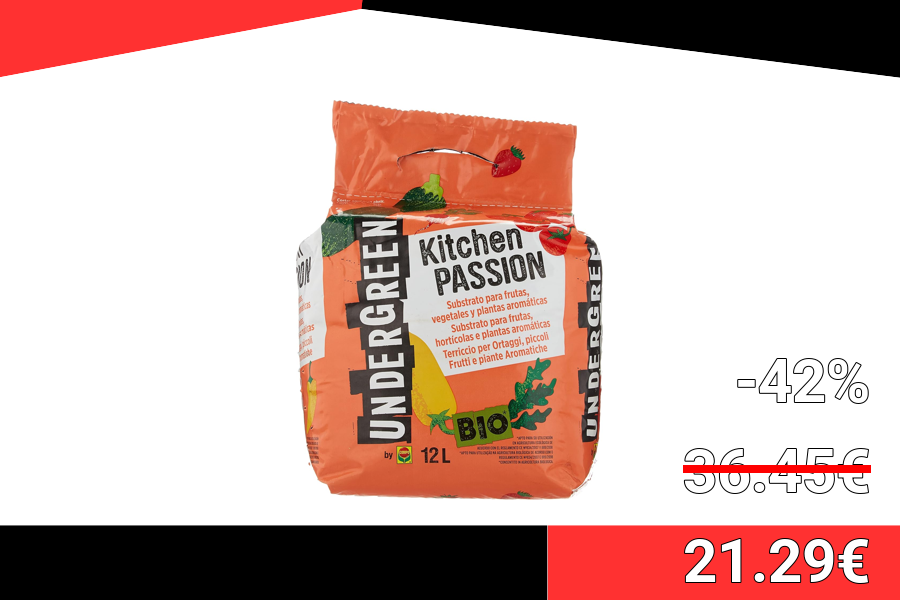 UNDERGREEN
Kitchen
PASSION
Substrato para frutas,
vegetales y plantas aromáticas
Substrato para frutas,
hortícolas e plantas aromáticas
Terriccio per Ortaggi, piccoli
Frutti e piante Aromatiche
BIO
by
12 L
UNDERGREEN
-42%
36.45€
21.29€